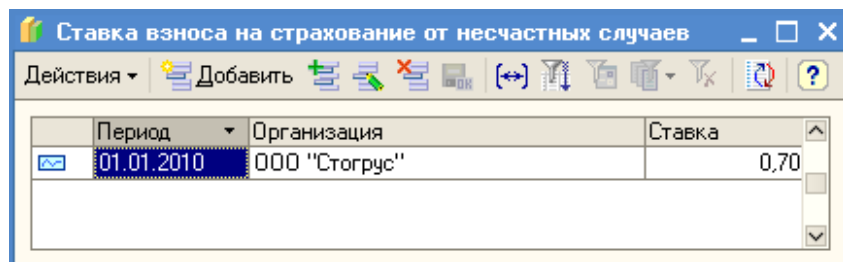 Ставка взноса на страхование от несчастных случаев
Действия Добавить OK ?
Период Организация Ставка
01.01.2010 ООО "Стогрус" 0,70